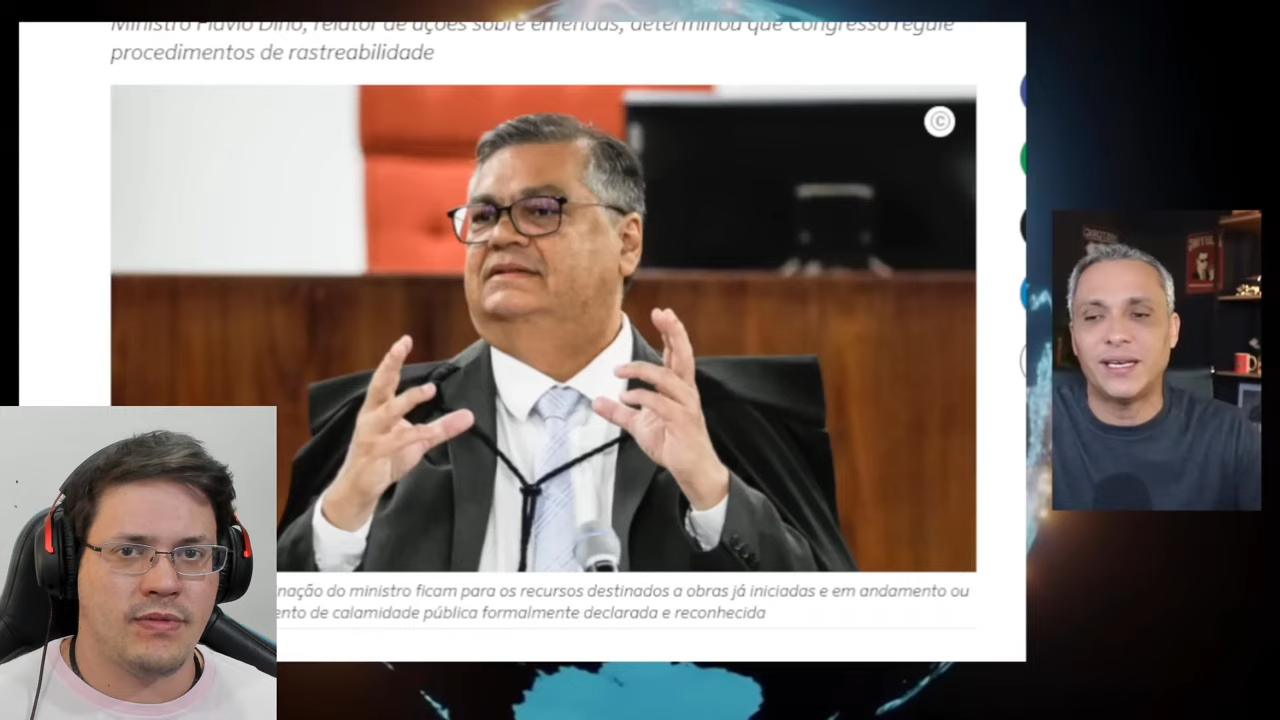 Ministro Flávio Dino, relator de ações sobre emendas, determinou que Congresso regule
procedimentos de rastreabilidade
©
nação do ministro ficam para os recursos destinados a obras já iniciadas e em andamento ou
ento de calamidade pública formalmente declarada e reconhecida